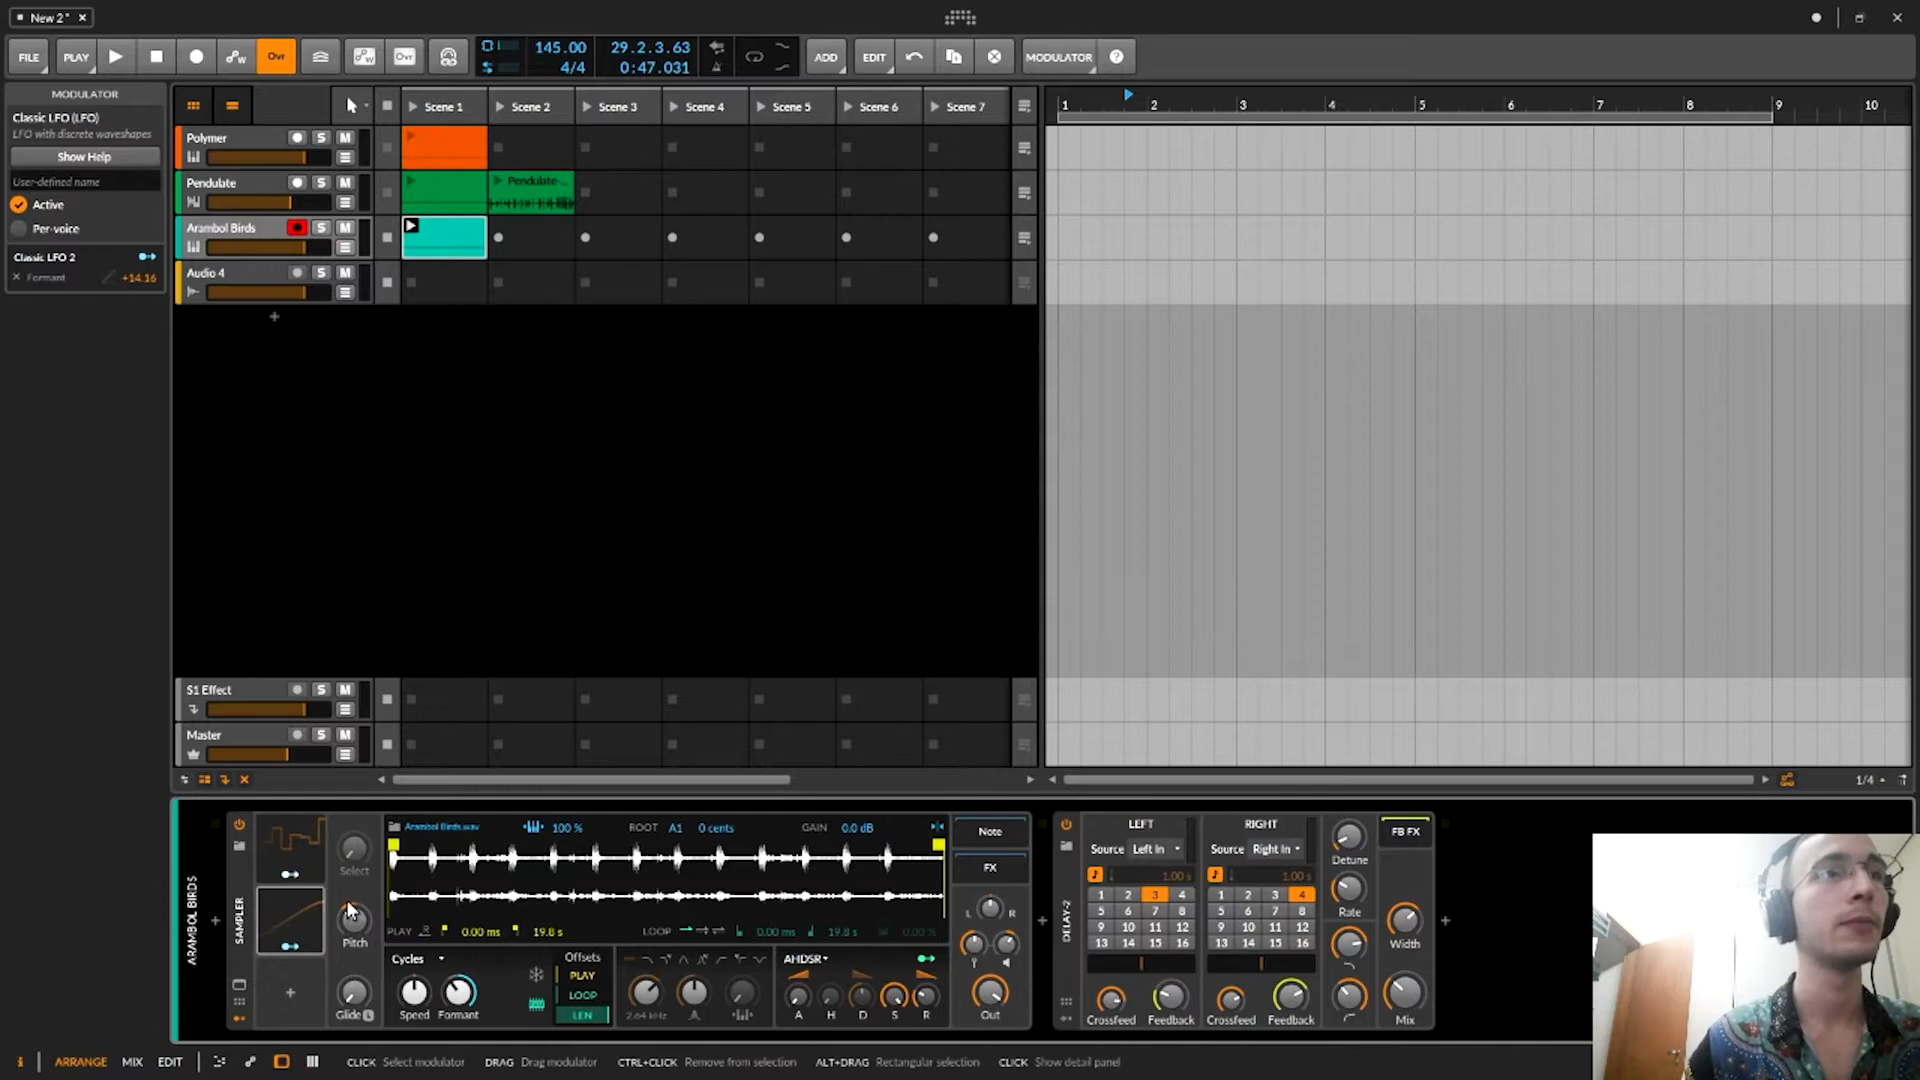 New 2*
FILE PLAY Ovr Ovr 145.00 4/4 29.2.3.63 0:47.031 ADD EDIT MODULATOR ?
MODULATOR
Classic LFO (LFO)
LFO with discrete waveshapes
Show Help
User-defined name
Active
Per-voice
Classic LFO 2
Formant +14.16
Scene 1 Scene 2 Scene 3 Scene 4 Scene 5 Scene 6 Scene 7
1 2 3 4 5 6 7 8 9 10
Polymer S M
Pendulate S M Pendulate-...
Arambol Birds S M
Audio 4 S M
S1 Effect S M
Master S M
1/4
ARAMBOL BIRDS
SAMPLER
Select
Pitch
Glide L
Arambol Birds.wav 100 % ROOT A1 0 cents GAIN 0.0 dB
PLAY 0.00 ms 19.8 s LOOP 0.00 ms 19.8 s 0.00 %
Cycles
Speed Formant
Offsets
PLAY
LOOP
LEN
2.64 kHz
AHDSR
A H D S R
Note
FX
L R
Out
DELAY-2
LEFT
Source Left In
1.00 s
1 2 3 4
5 6 7 8
9 10 11 12
13 14 15 16
Crossfeed Feedback
RIGHT
Source Right In
1.00 s
1 2 3 4
5 6 7 8
9 10 11 12
13 14 15 16
Crossfeed Feedback
Detune
Rate
FB FX
Width
Mix
i ARRANGE MIX EDIT CLICK Select modulator DRAG Drag modulator CTRL+CLICK Remove from selection ALT+DRAG Rectangular selection CLICK Show detail panel